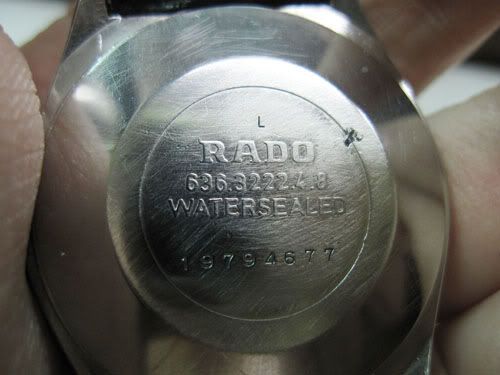 L
RADO
636.3222.4.8
WATERSEALED
19794677